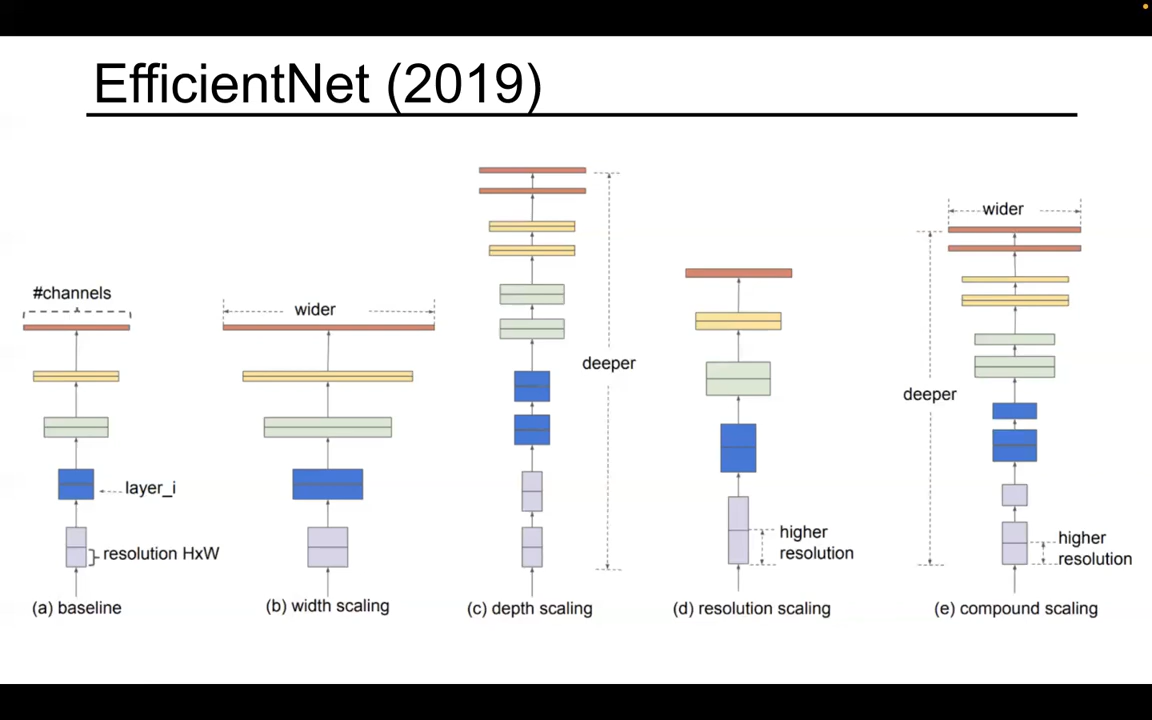 EfficientNet (2019)
#channels
layer_i
resolution HxW
(a) baseline
wider
(b) width scaling
deeper
(c) depth scaling
higher
resolution
(d) resolution scaling
wider
deeper
higher
resolution
(e) compound scaling